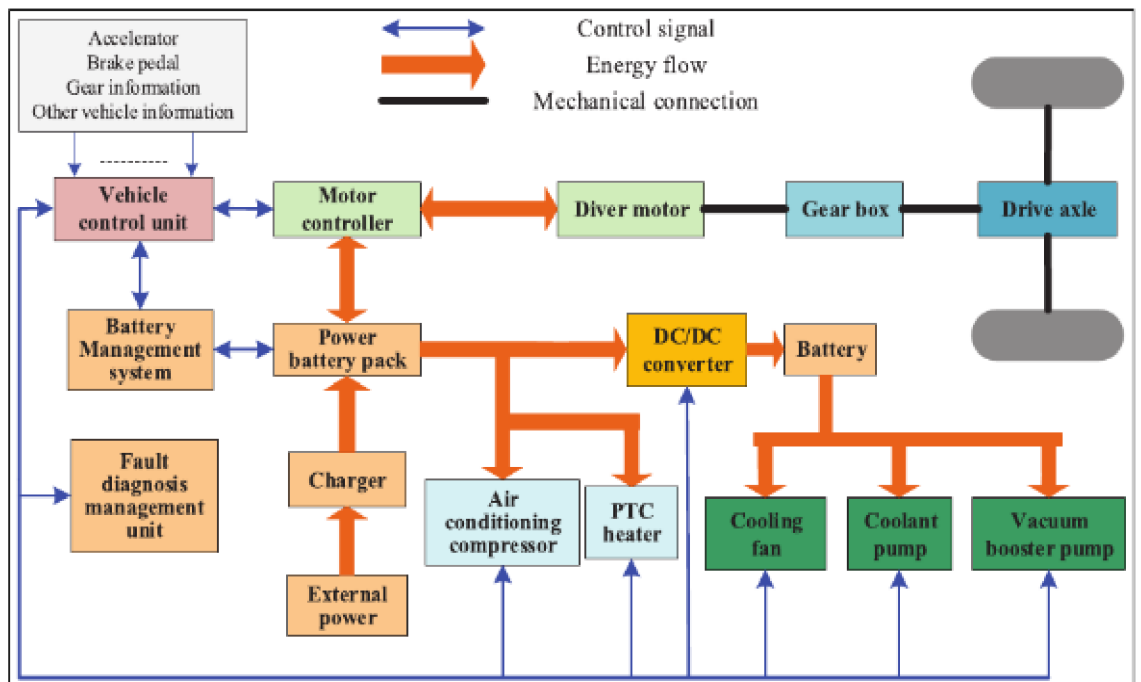 Accelerator
Brake pedal
Gear information
Other vehicle information
Control signal
Energy flow
Mechanical connection
Vehicle
control unit
Motor
controller
Diver motor
Gear box
Drive axle
Battery
Management
system
Power
battery pack
DC/DC
converter
Battery
Fault
diagnosis
management
unit
Charger
Air
conditioning
compressor
PTC
heater
Cooling
fan
Coolant
pump
Vacuum
booster pump
External
power